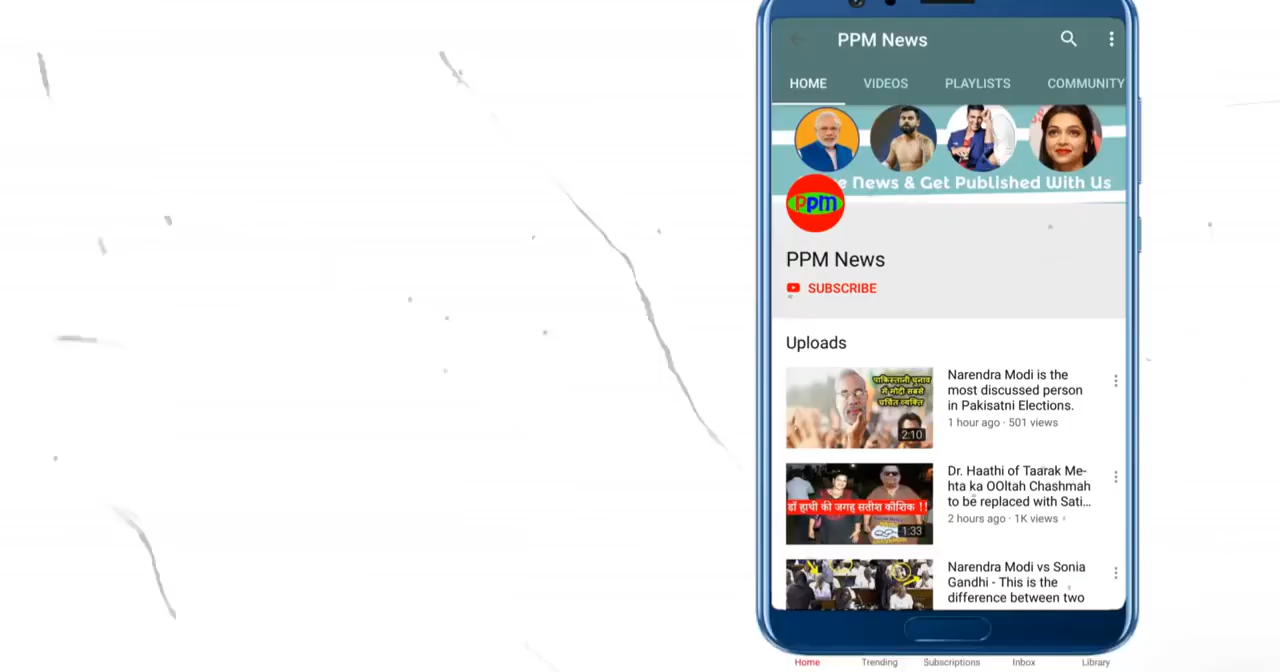 PPM News
HOME VIDEOS PLAYLISTS COMMUNITY
News & Get Published With Us
PPM
PPM News
SUBSCRIBE
Uploads
पाकिस्तानी चुनाव
में मोदी सबसे
चर्चित व्यक्ति
2:10
Narendra Modi is the
most discussed person
in Pakisatni Elections.
1 hour ago · 501 views
डॉ हाथी की जगह सतीश कौशिक !!
1:33
Dr. Haathi of Taarak Me-
hta ka OOltah Chashmah
to be replaced with Sati...
2 hours ago · 1K views
Narendra Modi vs Sonia
Gandhi - This is the
difference between two
Home Trending Subscriptions Inbox Library